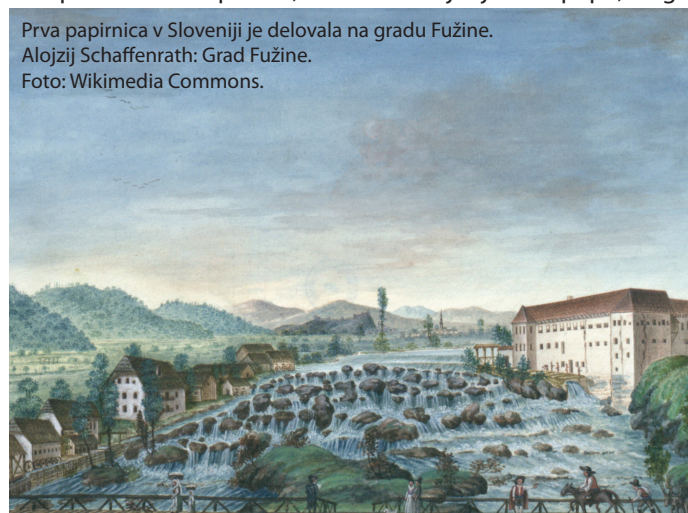 Prva papirnica v Sloveniji je delovala na gradu Fužine.
Alojzij Schaffenrath: Grad Fužine.
Foto: Wikimedia Commons.